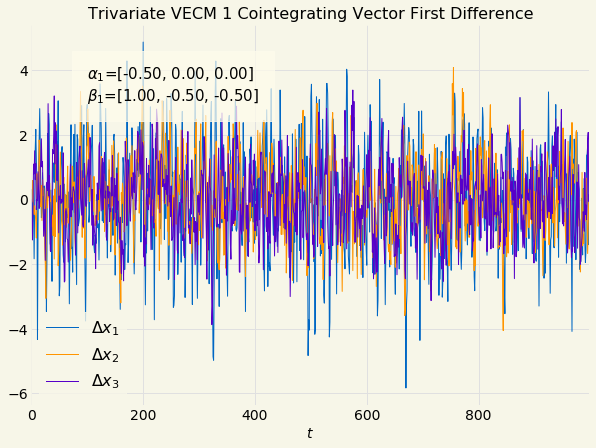 Trivariate VECM 1 Cointegrating Vector First Difference
α₁=[-0.50, 0.00, 0.00]
β₁=[1.00, -0.50, -0.50]
4
2
0
−2
−4
−6
Δx₁
Δx₂
Δx₃
0 200 400 600 800
t